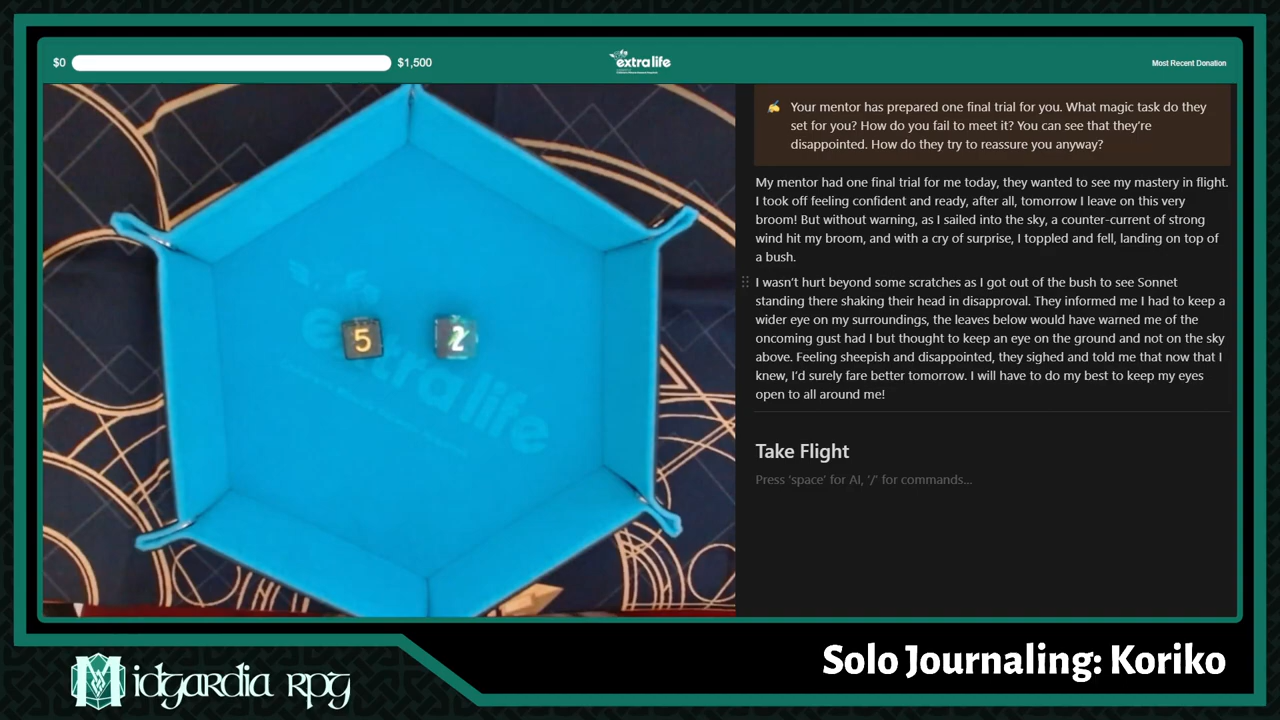 $0
$1,500
extralife
Most Recent Donation
✍️ Your mentor has prepared one final trial for you. What magic task do they
set for you? How do you fail to meet it? You can see that they're
disappointed. How do they try to reassure you anyway?
My mentor had one final trial for me today, they wanted to see my mastery in flight.
I took off feeling confident and ready, after all, tomorrow I leave on this very
broom! But without warning, as I sailed into the sky, a counter-current of strong
wind hit my broom, and with a cry of surprise, I toppled and fell, landing on top of
a bush.
I wasn't hurt beyond some scratches as I got out of the bush to see Sonnet
standing there shaking their head in disapproval. They informed me I had to keep a
wider eye on my surroundings, the leaves below would have warned me of the
oncoming gust had I but thought to keep an eye on the ground and not on the sky
above. Feeling sheepish and disappointed, they sighed and told me that now that I
knew, I'd surely fare better tomorrow. I will have to do my best to keep my eyes
open to all around me!
Take Flight
Press 'space' for AI, '/' for commands...
5
2
extralife
Midgardia RPG
Solo Journaling: Koriko